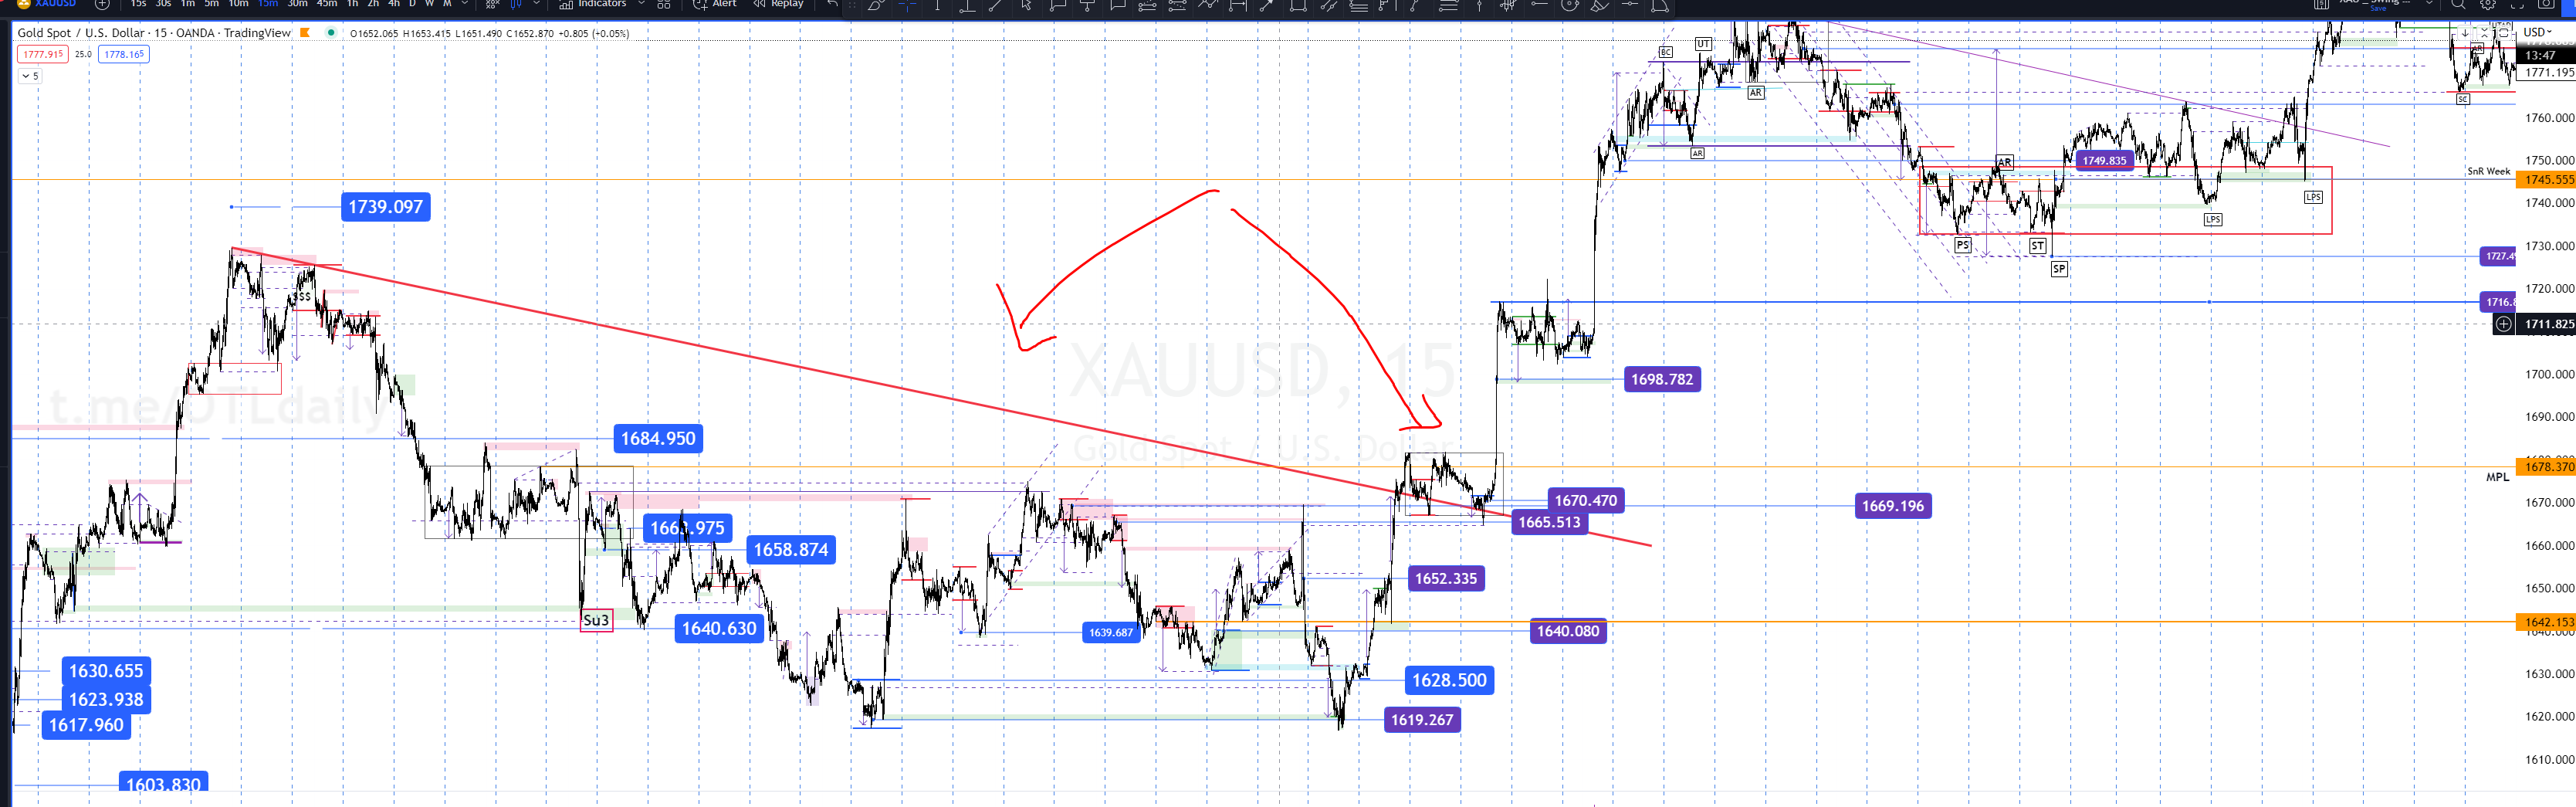 XAUUSD 15s 30s 1m 5m 10m 15m 30m 45m 1h 2h 4h D W M Indicators Alert Replay
Save
Gold Spot / U.S. Dollar · 15 · OANDA · TradingView O1652.065 H1653.415 L1651.490 C1652.870 +0.805 (+0.05%)
USD
1777.915 25.0 1778.165
5
13:47
1771.195
BC
UT
AR
AR
SC
AR
1760.000
1750.000
AR
1749.835
SnR Week
1745.555
1740.000
LPS
LPS
1739.097
PS
ST
SP
1730.000
1720.000
$$$
1711.825
XAUUSD, 15
Gold Spot / U.S. Dollar
t.me/DTLdaily
1700.000
1698.782
1690.000
1684.950
1678.370
MPL
1670.470
1669.196
1670.000
1665.513
1658.874
1660.000
1652.335
1650.000
Su3
1640.630
1639.687
1640.080
1642.153
1640.000
1630.655
1628.500
1630.000
1623.938
1617.960
1619.267
1620.000
1610.000
1603.830